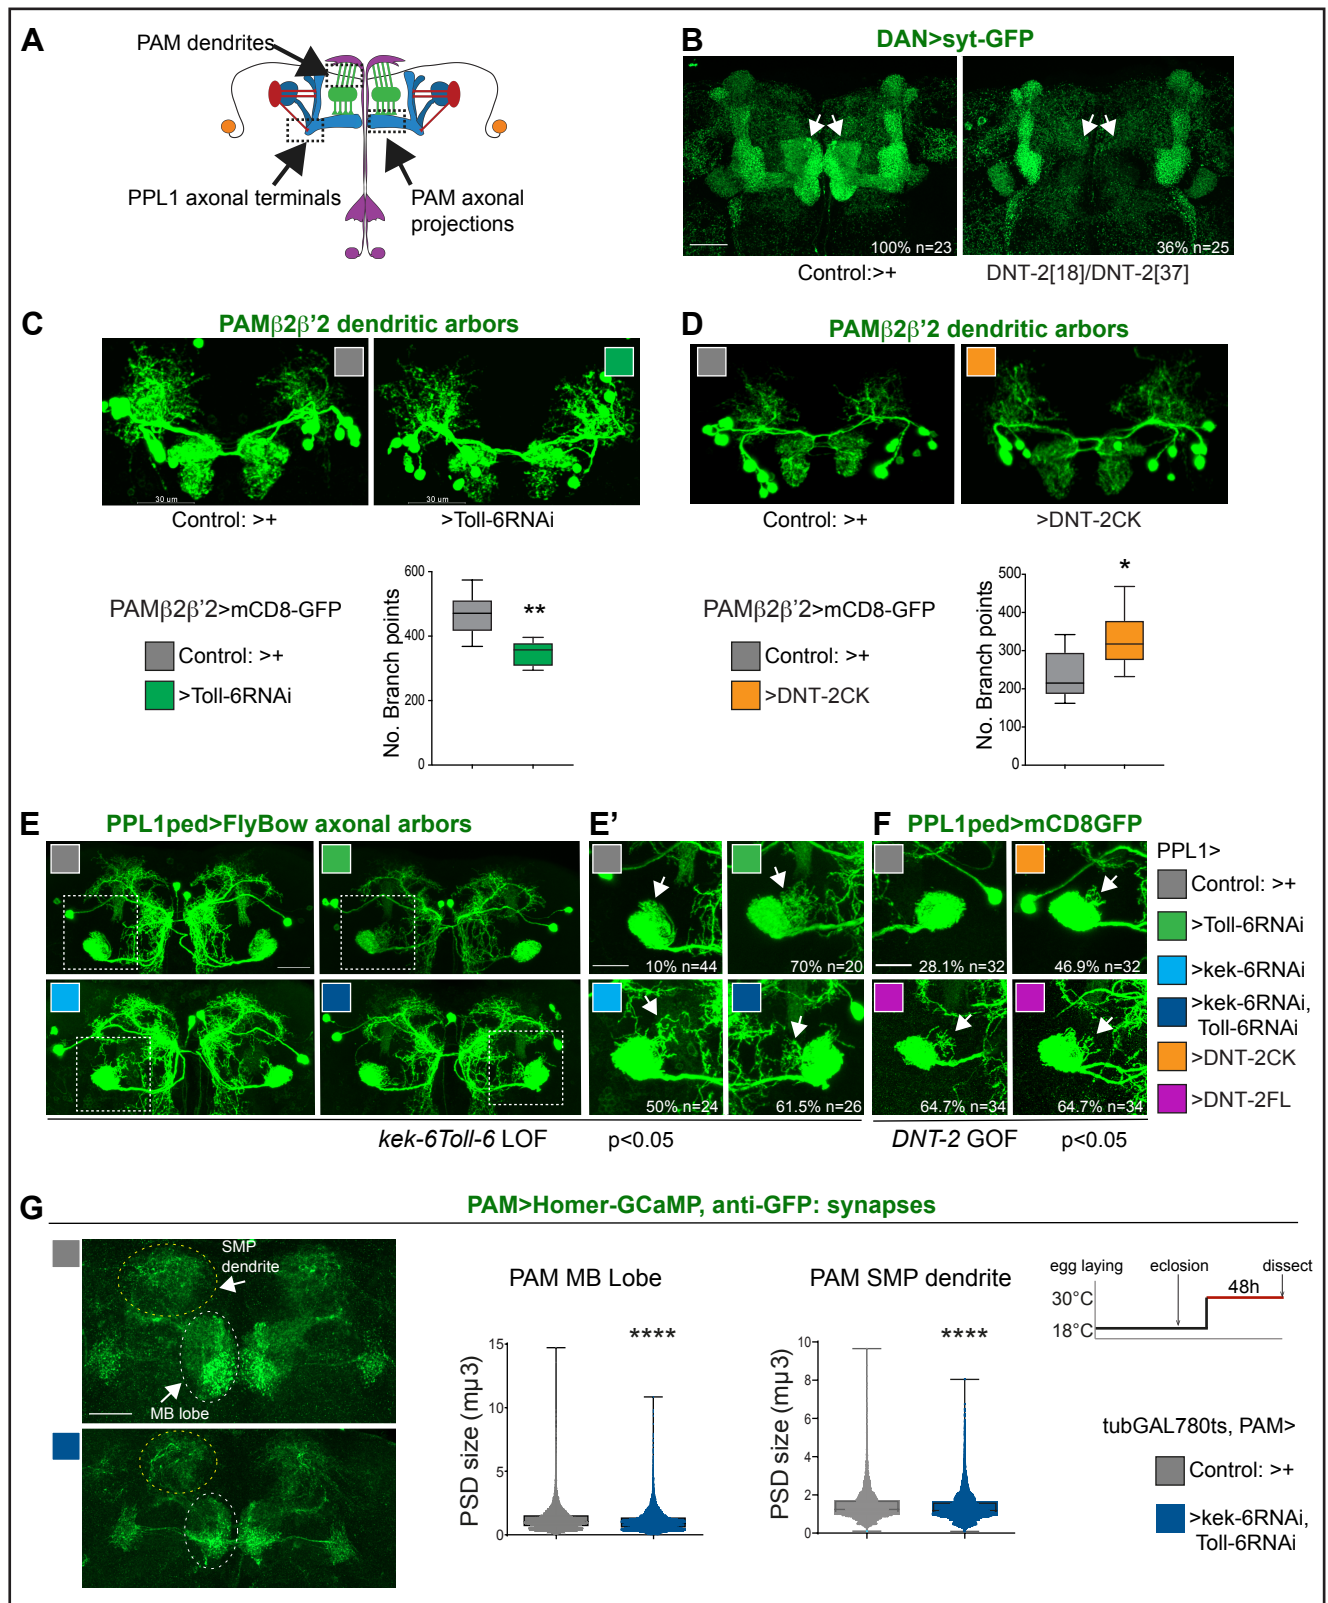 A
PAM dendrites
PPL1 axonal terminals
PAM axonal
projections
B
DAN>syt-GFP
100% n=23
36% n=25
Control:>+
DNT-2[18]/DNT-2[37]
C
PAMβ2β’2 dendritic arbors
30 um
30 um
Control: >+
>Toll-6RNAi
PAMβ2β'2>mCD8-GFP
Control: >+
>Toll-6RNAi
No. Branch points
600
400
200
0
**
D
PAMβ2β’2 dendritic arbors
Control: >+
>DNT-2CK
PAMβ2β'2>mCD8-GFP
Control: >+
>DNT-2CK
No. Branch points
500
400
300
200
100
0
*
E
PPL1ped>FlyBow axonal arbors
E’
10% n=44
70% n=20
50% n=24
61.5% n=26
kek-6Toll-6 LOF
p<0.05
F
PPL1ped>mCD8GFP
28.1% n=32
46.9% n=32
64.7% n=34
64.7% n=34
DNT-2 GOF
p<0.05
PPL1>
Control: >+
>Toll-6RNAi
>kek-6RNAi
>kek-6RNAi,
Toll-6RNAi
>DNT-2CK
>DNT-2FL
G
PAM>Homer-GCaMP, anti-GFP: synapses
SMP
dendrite
MB lobe
PAM MB Lobe
PSD size (mμ3)
15
10
5
0
****
PAM SMP dendrite
PSD size (mμ3)
10
8
6
4
2
0
****
egg laying
eclosion
dissect
30°C
48h
18°C
tubGAL780ts, PAM>
Control: >+
>kek-6RNAi,
Toll-6RNAi